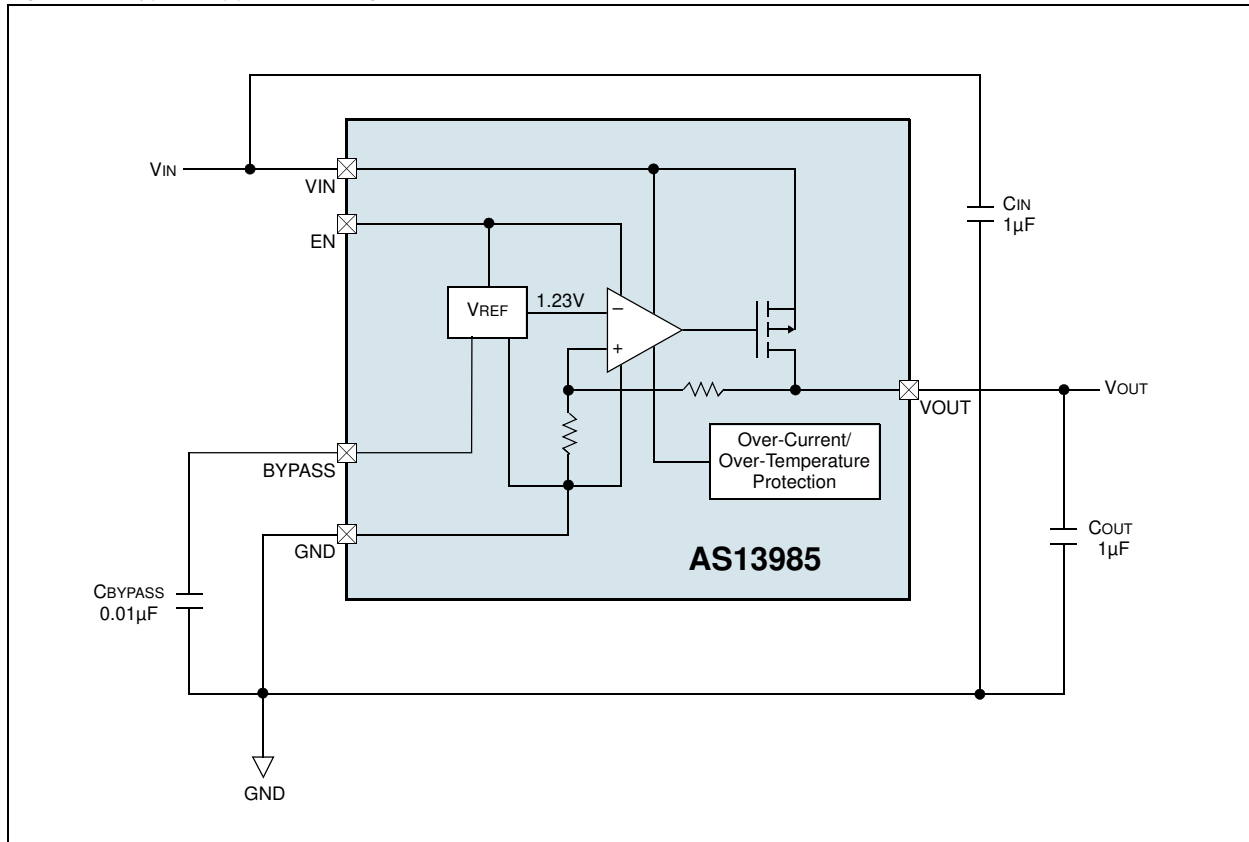 VIN
VIN
EN
VREF
1.23V
–
+
CIN
1µF
VOUT
VOUT
Over-Current/
Over-Temperature
Protection
BYPASS
GND
AS13985
COUT
1µF
CBYPASS
0.01µF
GND